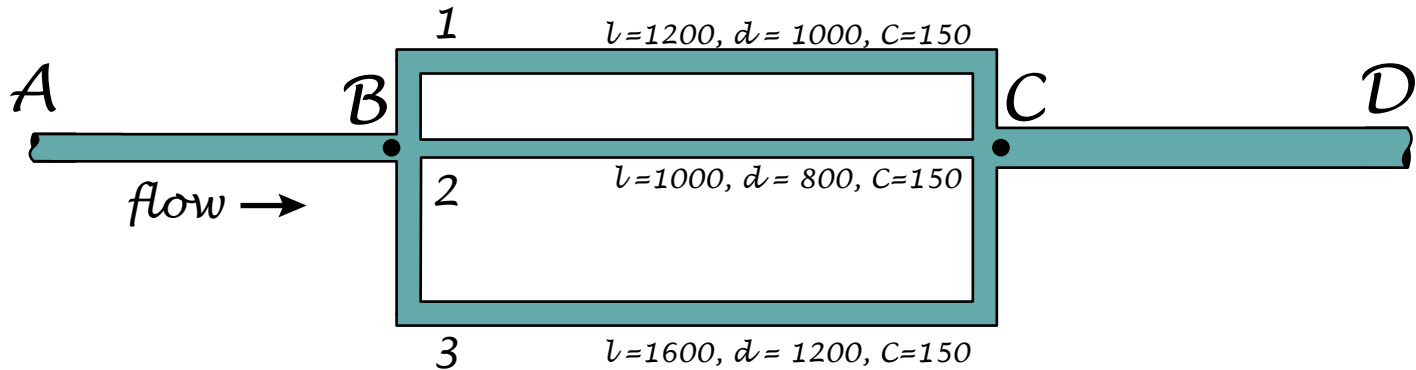 1
l=1200, d= 1000, C=150
A
B
C
D
l=1000, d= 800, C=150
2
flow
3
l=1600, d= 1200, C=150